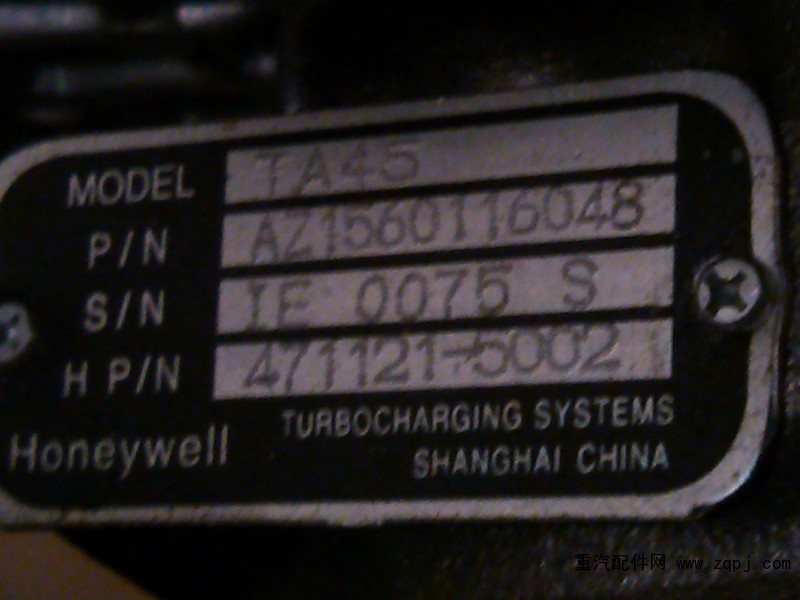 MODEL TA45
P/N AZ1560116048
S/N IE 0075 S
H P/N 471121-5002
Honeywell TURBOCHARGING SYSTEMS
SHANGHAI CHINA
重汽配件网 www.zqpj.com